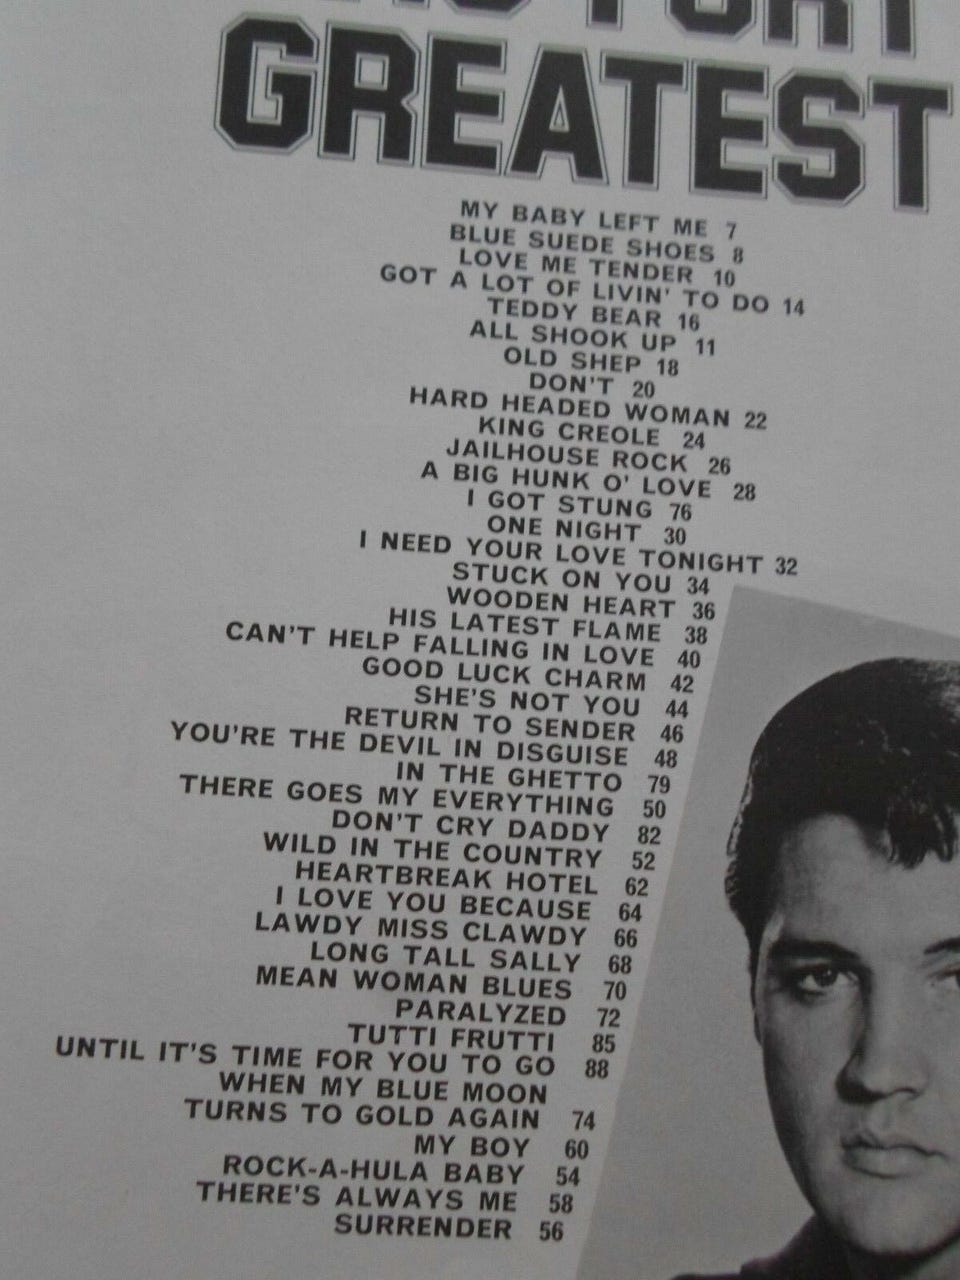 GREATEST
MY BABY LEFT ME 7
BLUE SUEDE SHOES 8
LOVE ME TENDER 10
GOT A LOT OF LIVIN' TO DO 14
TEDDY BEAR 16
ALL SHOOK UP 11
OLD SHEP 18
DON'T 20
HARD HEADED WOMAN 22
KING CREOLE 24
JAILHOUSE ROCK 26
A BIG HUNK O' LOVE 28
I GOT STUNG 76
ONE NIGHT 30
I NEED YOUR LOVE TONIGHT 32
STUCK ON YOU 34
WOODEN HEART 36
HIS LATEST FLAME 38
CAN'T HELP FALLING IN LOVE 40
GOOD LUCK CHARM 42
SHE'S NOT YOU 44
RETURN TO SENDER 46
YOU'RE THE DEVIL IN DISGUISE 48
IN THE GHETTO 79
THERE GOES MY EVERYTHING 50
DON'T CRY DADDY 82
WILD IN THE COUNTRY 52
HEARTBREAK HOTEL 62
I LOVE YOU BECAUSE 64
LAWDY MISS CLAWDY 66
LONG TALL SALLY 68
MEAN WOMAN BLUES 70
PARALYZED 72
TUTTI FRUTTI 85
UNTIL IT'S TIME FOR YOU TO GO 88
WHEN MY BLUE MOON
TURNS TO GOLD AGAIN 74
MY BOY 60
ROCK-A-HULA BABY 54
THERE'S ALWAYS ME 58
SURRENDER 56